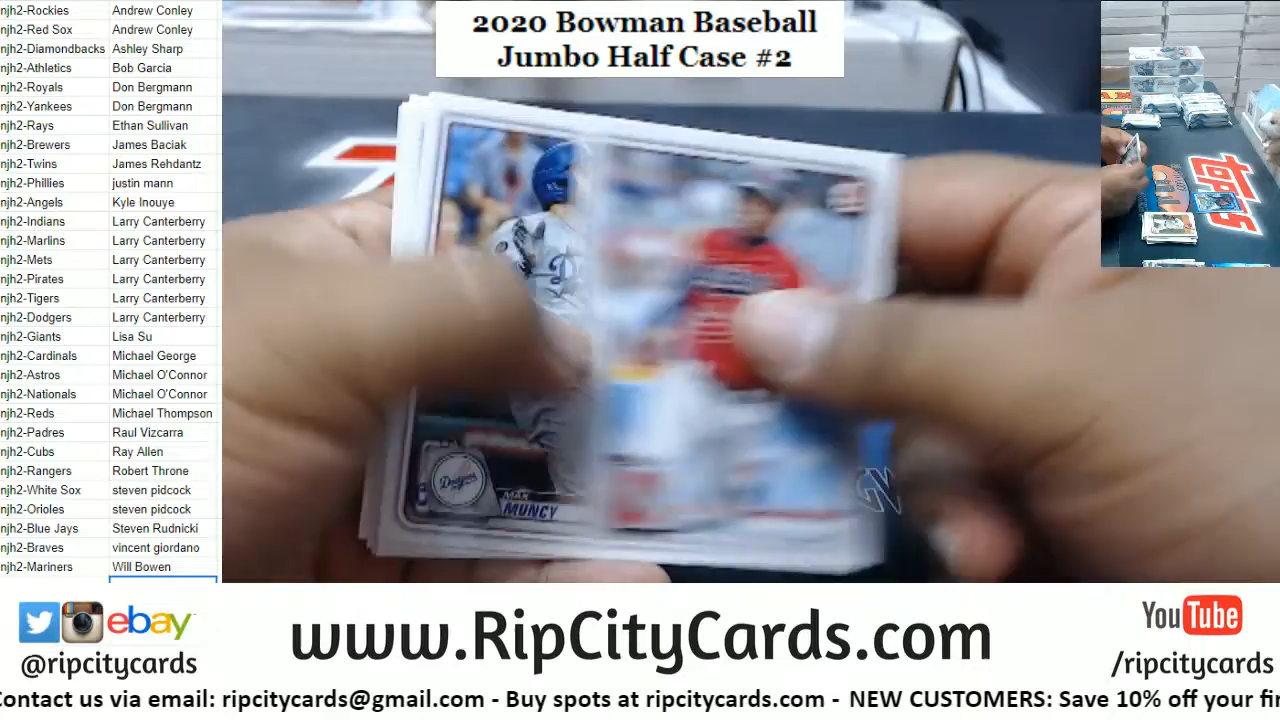 2020 Bowman Baseball
Jumbo Half Case #2
njh2-Rockies Andrew Conley
njh2-Red Sox Andrew Conley
njh2-Diamondbacks Ashley Sharp
njh2-Athletics Bob Garcia
njh2-Royals Don Bergmann
njh2-Yankees Don Bergmann
njh2-Rays Ethan Sullivan
njh2-Brewers James Baciak
njh2-Twins James Rehdantz
njh2-Phillies justin mann
njh2-Angels Kyle Inouye
njh2-Indians Larry Canterberry
njh2-Marlins Larry Canterberry
njh2-Mets Larry Canterberry
njh2-Pirates Larry Canterberry
njh2-Tigers Larry Canterberry
njh2-Dodgers Larry Canterberry
njh2-Giants Lisa Su
njh2-Cardinals Michael George
njh2-Astros Michael O'Connor
njh2-Nationals Michael O'Connor
njh2-Reds Michael Thompson
njh2-Padres Raul Vizcarra
njh2-Cubs Ray Allen
njh2-Rangers Robert Throne
njh2-White Sox steven pidcock
njh2-Orioles steven pidcock
njh2-Blue Jays Steven Rudnicki
njh2-Braves vincent giordano
njh2-Mariners Will Bowen
Dodgers
MAX
MUNCY
topps
ebay
@ripcitycards
www.RipCityCards.com
YouTube
/ripcitycards
Contact us via email: ripcitycards@gmail.com - Buy spots at ripcitycards.com - NEW CUSTOMERS: Save 10% off your fi